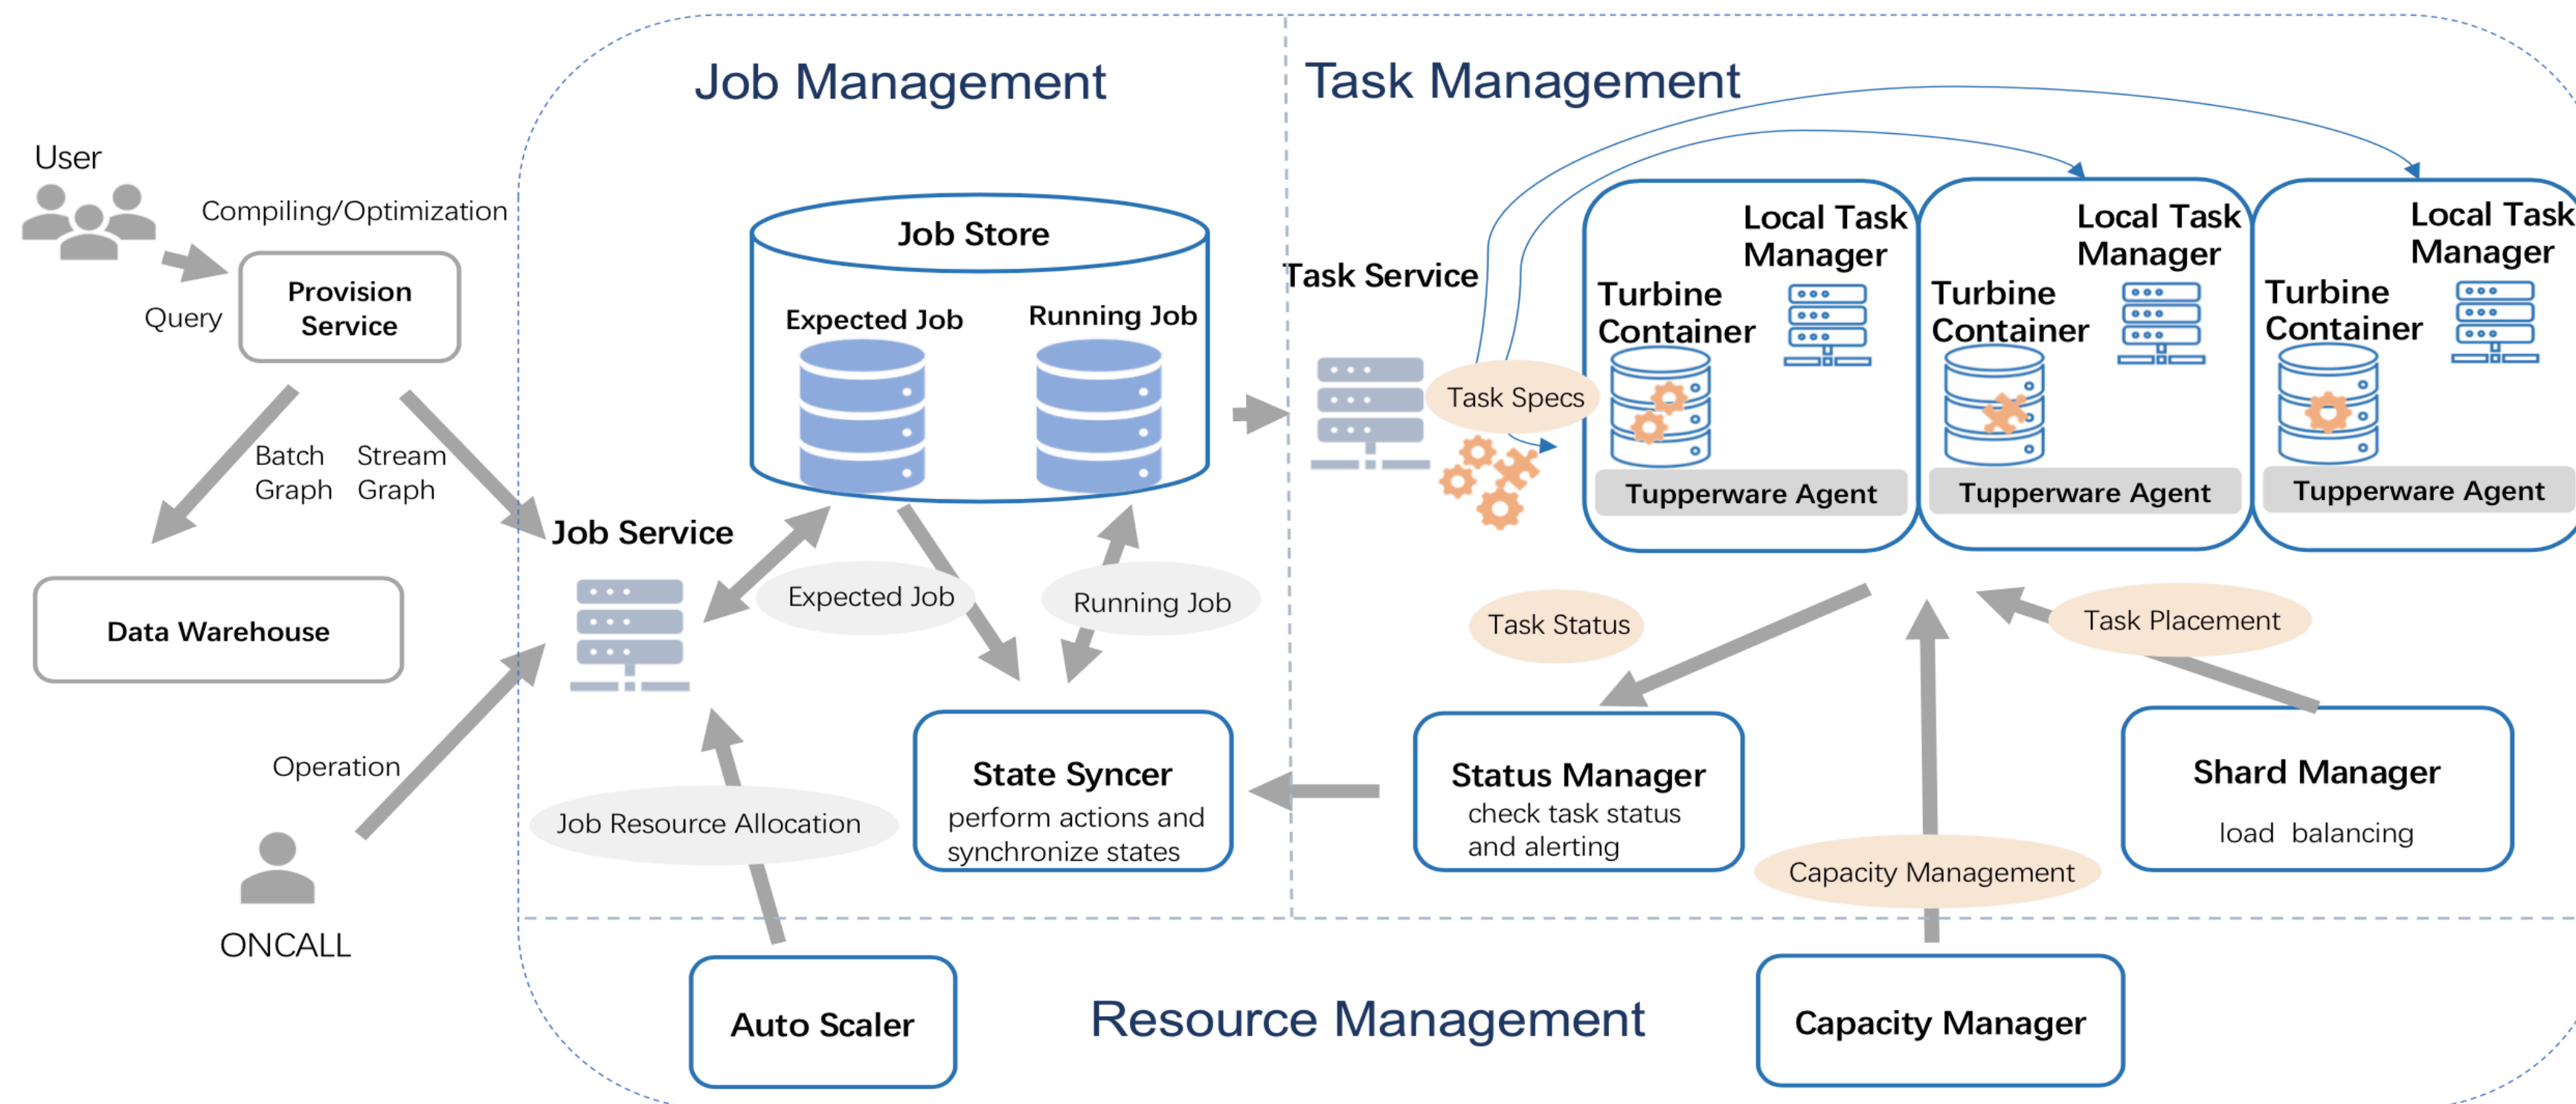 Job Management
Task Management
User
Compiling/Optimization
Provision
Service
Query
Batch
Graph
Stream
Graph
Data Warehouse
Operation
ONCALL
Job Store
Expected Job
Running Job
Job Service
Expected Job
Running Job
Job Resource Allocation
State Syncer
perform actions and
synchronize states
Task Service
Task Specs
Local Task
Manager
Turbine
Container
Tupperware Agent
Local Task
Manager
Turbine
Container
Tupperware Agent
Local Task
Manager
Turbine
Container
Tupperware Agent
Task Status
Task Placement
Status Manager
check task status
and alerting
Shard Manager
load balancing
Capacity Management
Auto Scaler
Resource Management
Capacity Manager